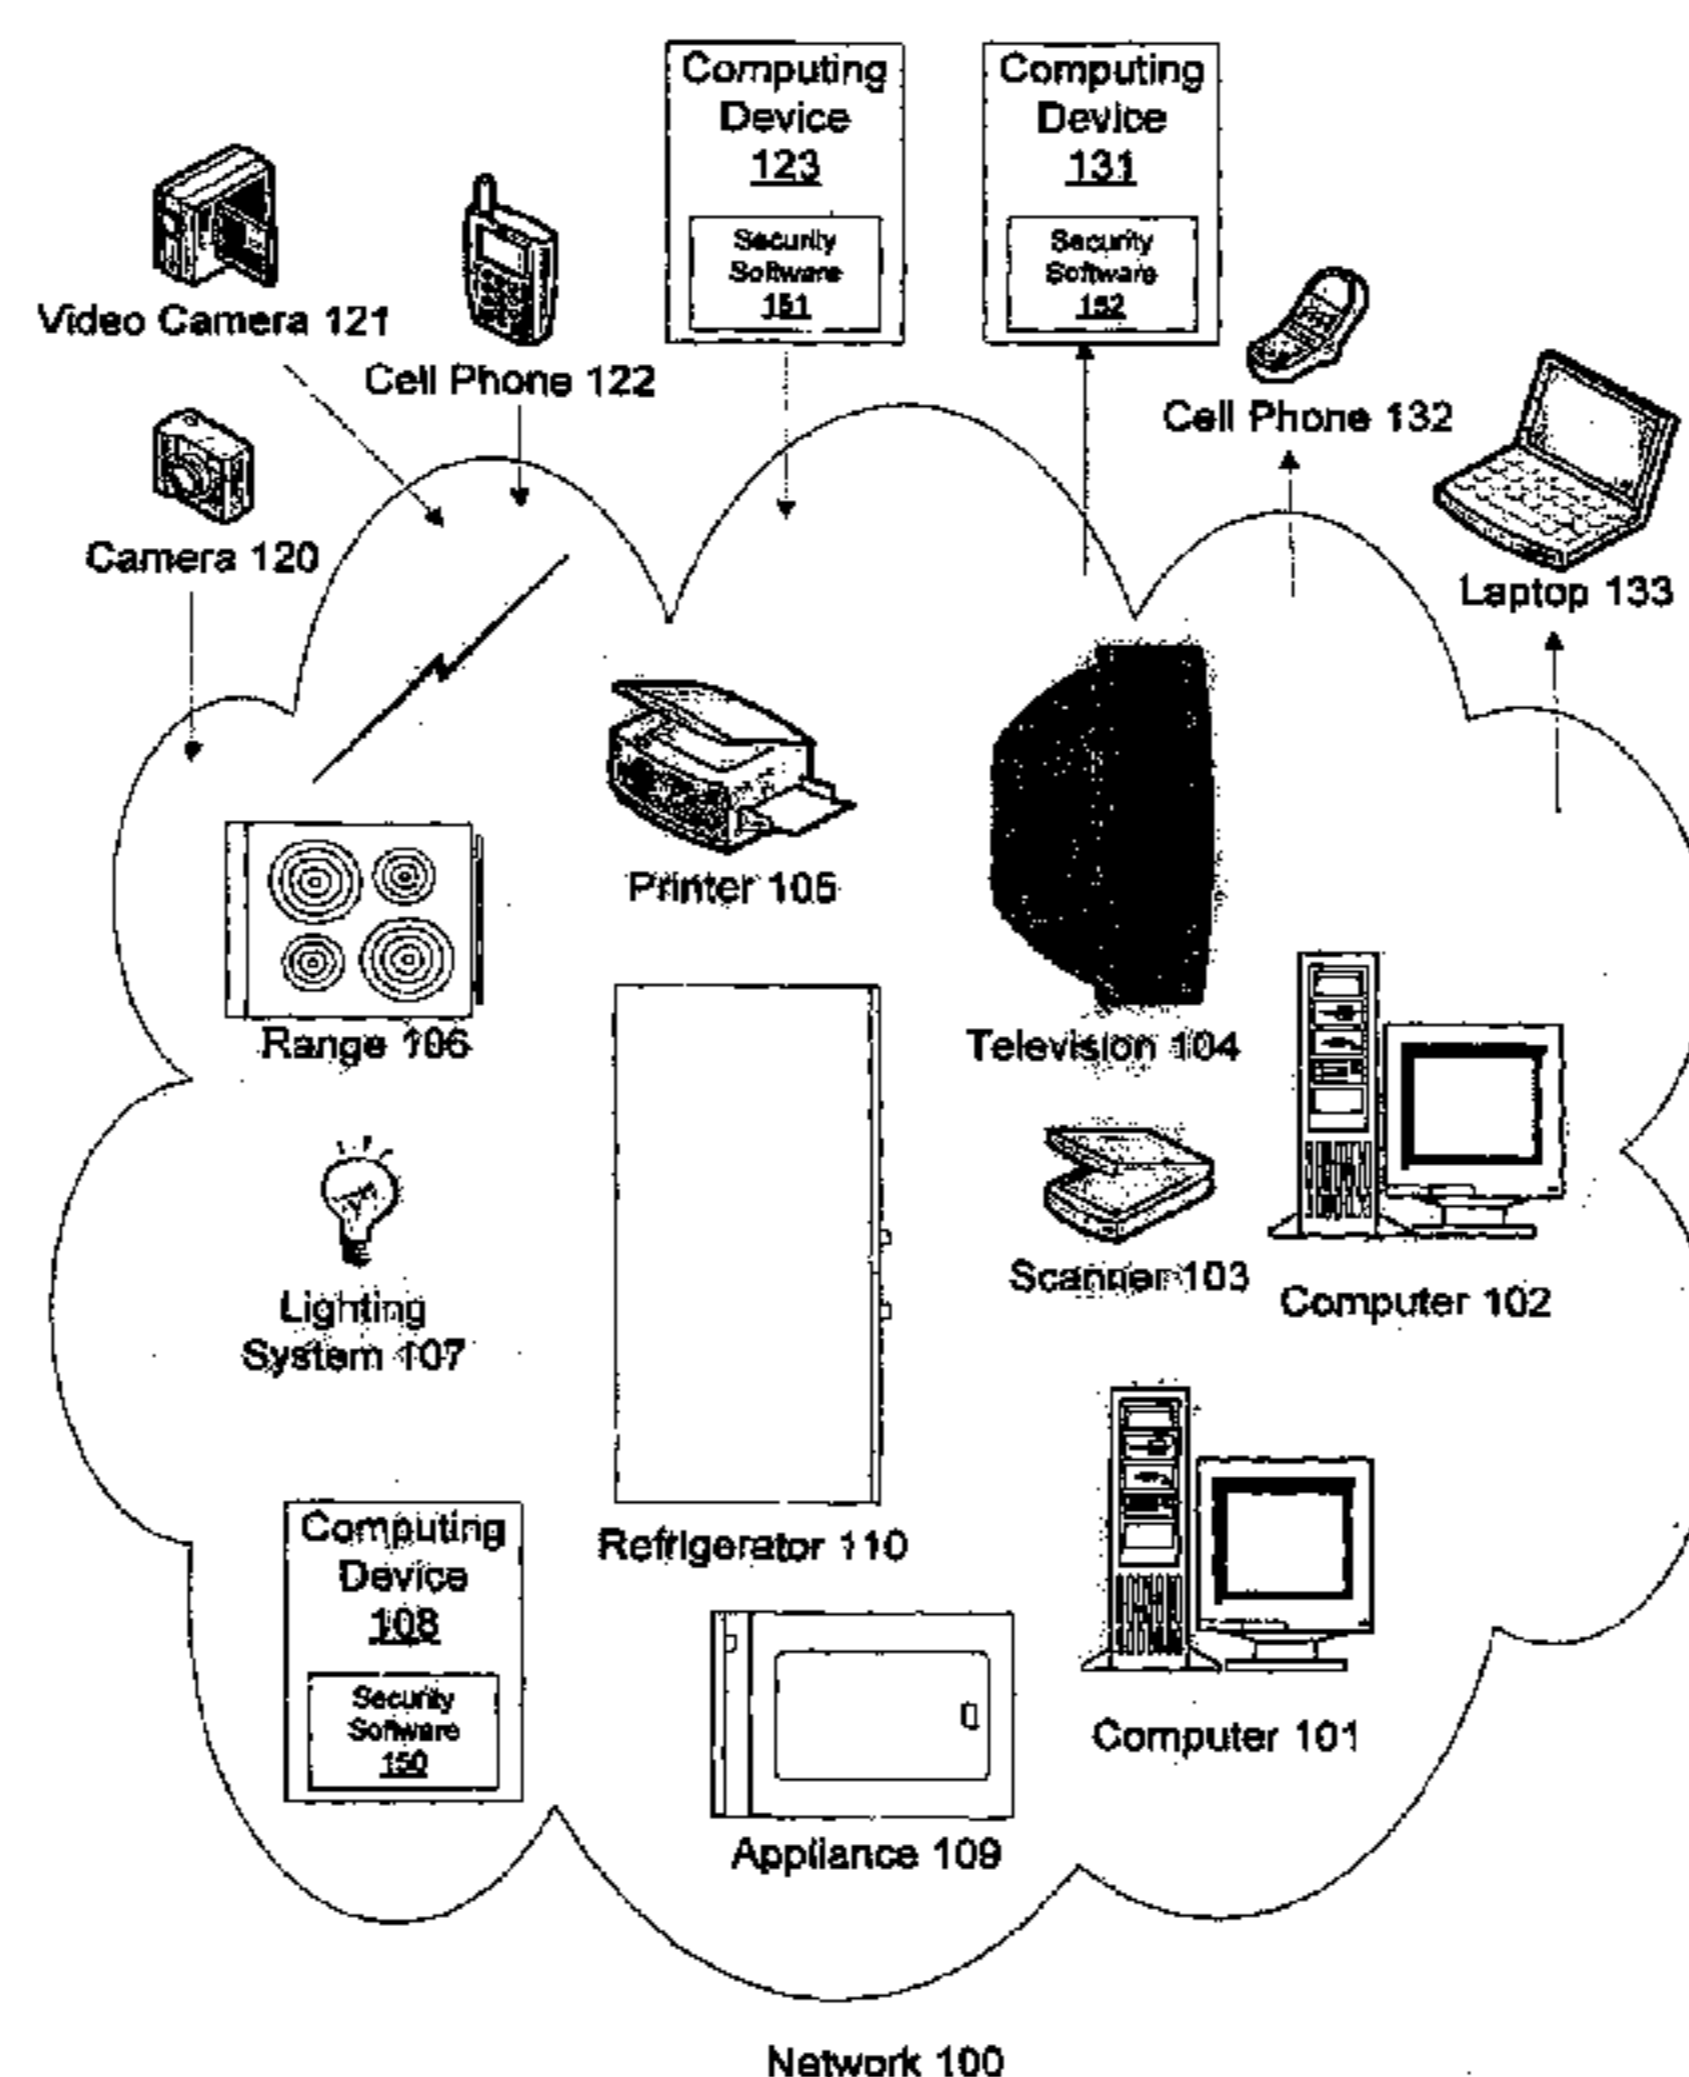 Computing
Device
123
Security
Software
151
Computing
Device
131
Security
Software
152
Video Camera 121
Cell Phone 122
Cell Phone 132
Camera 120
Laptop 133
Printer 105
Range 106
Television 104
Scanner 103
Computer 102
Lighting
System 107
Refrigerator 110
Computing
Device
108
Security
Software
150
Computer 101
Appliance 109
Network 100